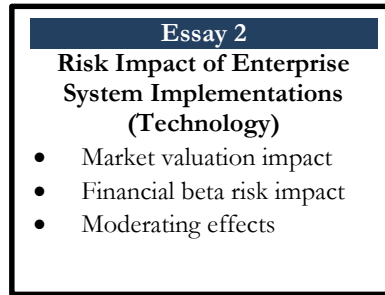 Essay 2
Risk Impact of Enterprise
System Implementations
(Technology)
• Market valuation impact
• Financial beta risk impact
• Moderating effects